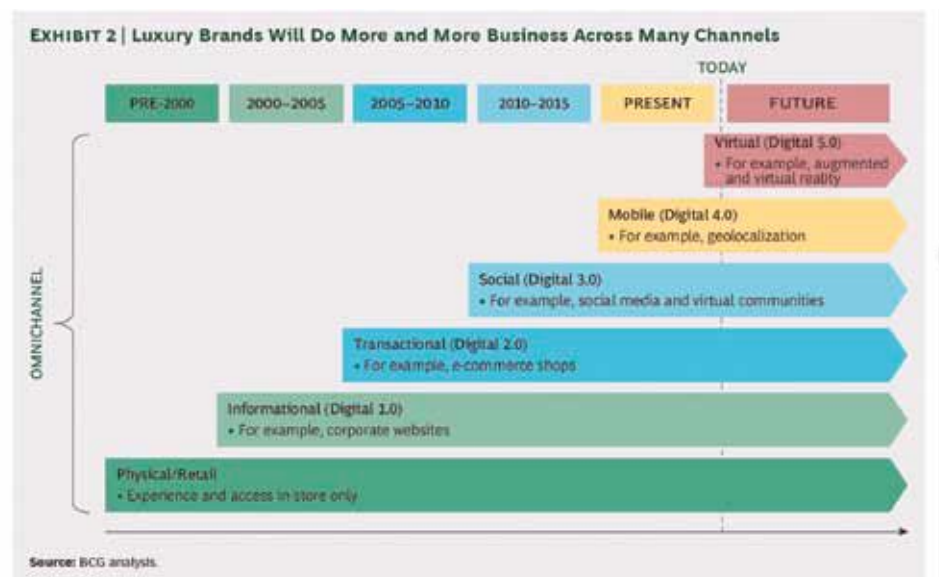 EXHIBIT 2 | Luxury Brands Will Do More and More Business Across Many Channels
TODAY
PRE-2000
2000–2005
2005–2010
2010–2015
PRESENT
FUTURE
Virtual (Digital 5.0)
• For example, augmented
and virtual reality
Mobile (Digital 4.0)
• For example, geolocalization
Social (Digital 3.0)
• For example, social media and virtual communities
OMNICHANNEL
Transactional (Digital 2.0)
• For example, e-commerce shops
Informational (Digital 1.0)
• For example, corporate websites
Physical/Retail
• Experience and access in-store only
Source: BCG analysis.